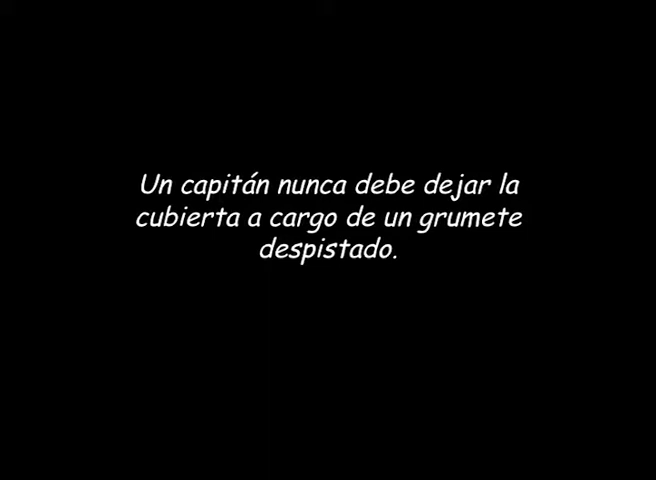 Un capitán nunca debe dejar la
cubierta a cargo de un grumete
despistado.